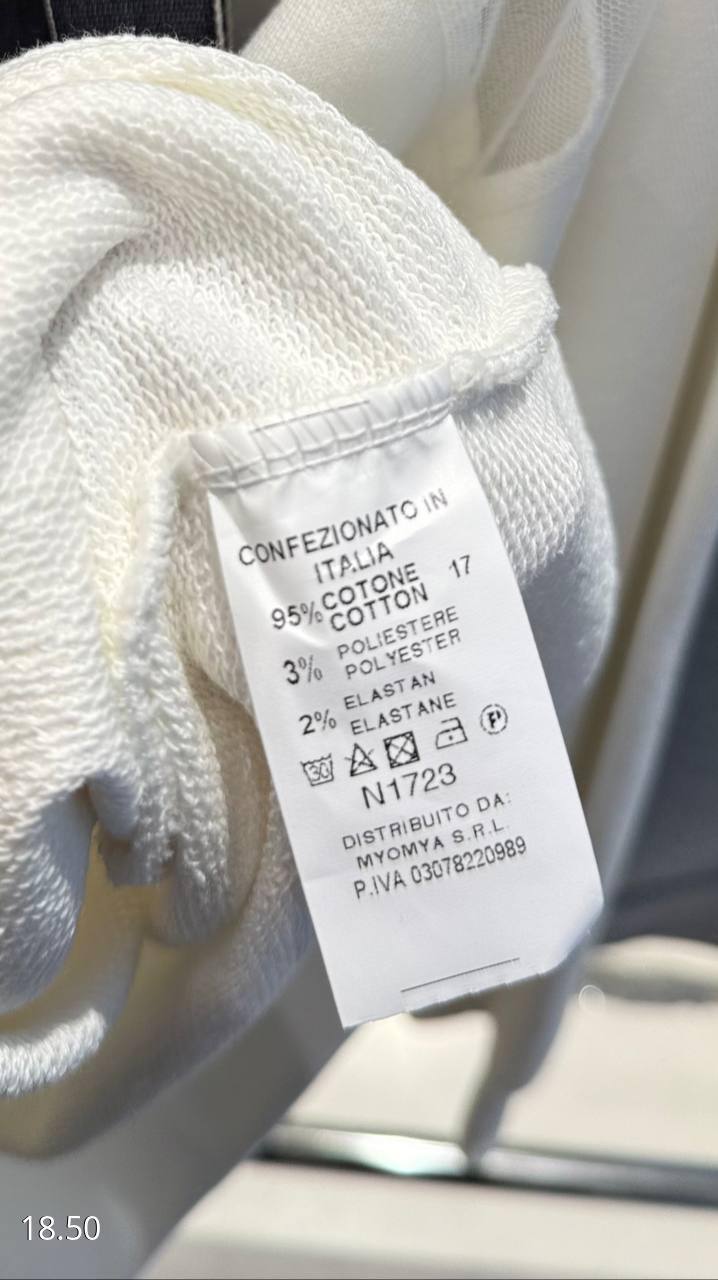 CONFEZIONATO IN
ITALIA
17
95% COTONE
COTTON
3% POLIESTERE
POLYESTER
2% ELASTAN
ELASTANE
30 P
N1723
DISTRIBUITO DA:
MYOMYA S.R.L.
P.IVA 03078220989
18.50